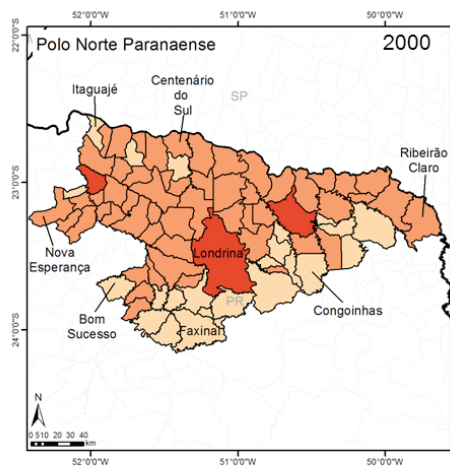 52°0'0"W
51°0'0"W
50°0'0"W
22°0'0"S
Polo Norte Paranaense
2000
Itaguajé
Centenário
do
Sul
SP
23°0'0"S
Ribeirão
Claro
Nova
Esperança
Londrina
PR
Bom
Sucesso
Congoinhas
Faxinal
24°0'0"S
N
0 5 10 20 30 40
km
52°0'0"W
51°0'0"W
50°0'0"W